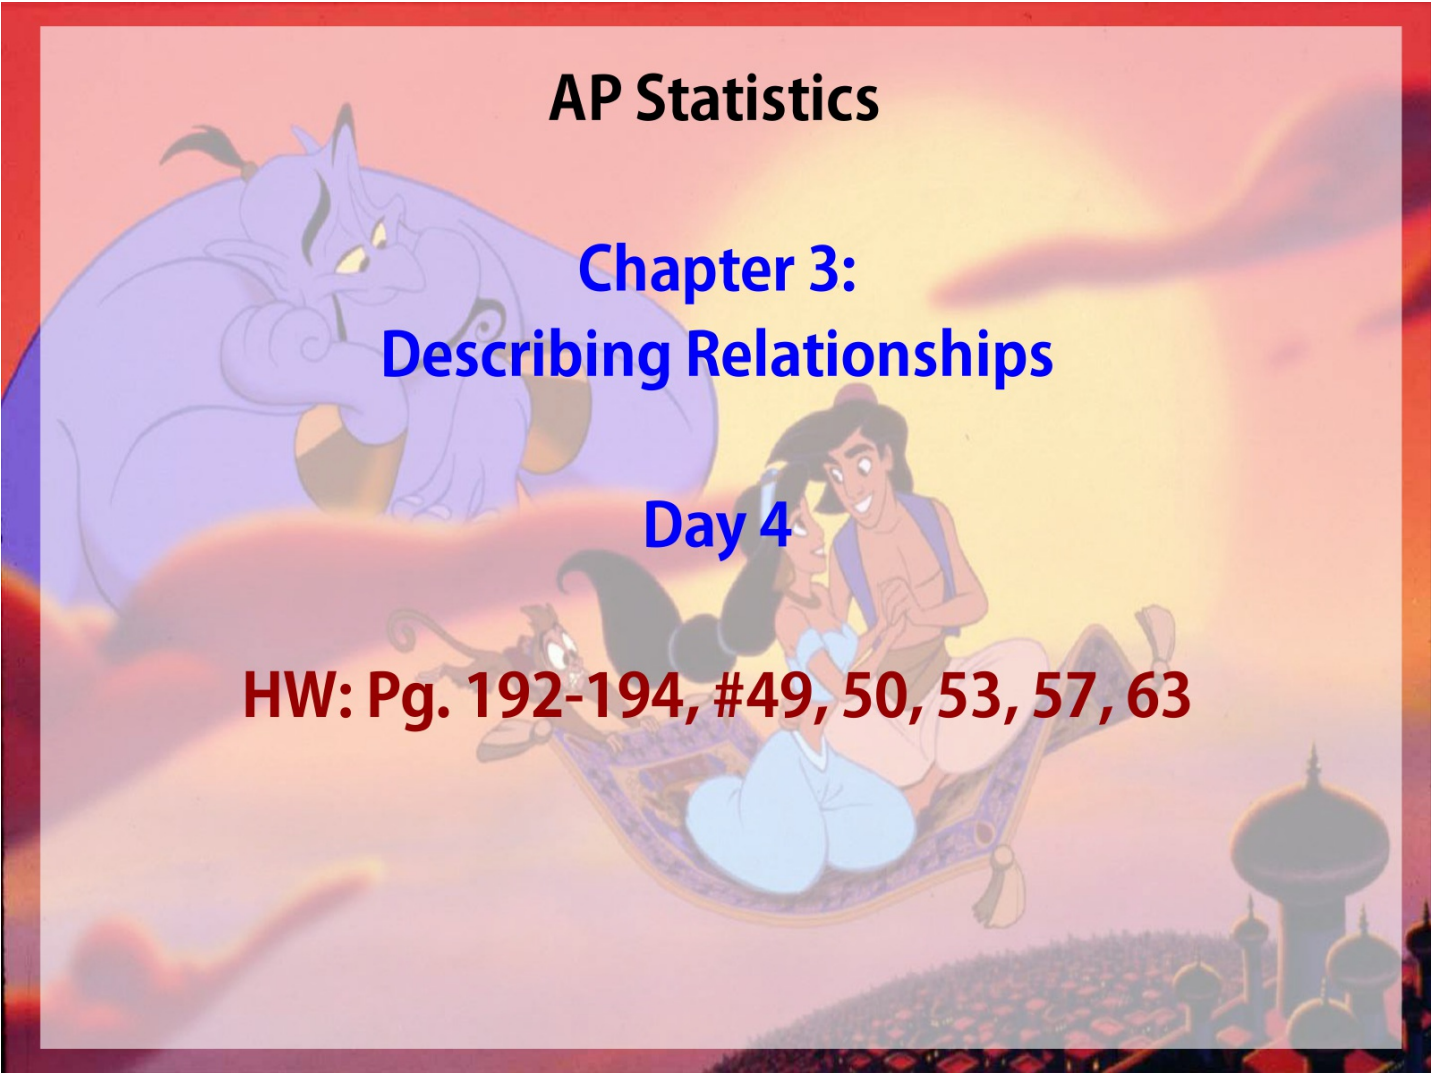 AP Statistics
Chapter 3:
Describing Relationships
Day 4
HW: Pg. 192-194, #49, 50, 53, 57, 63